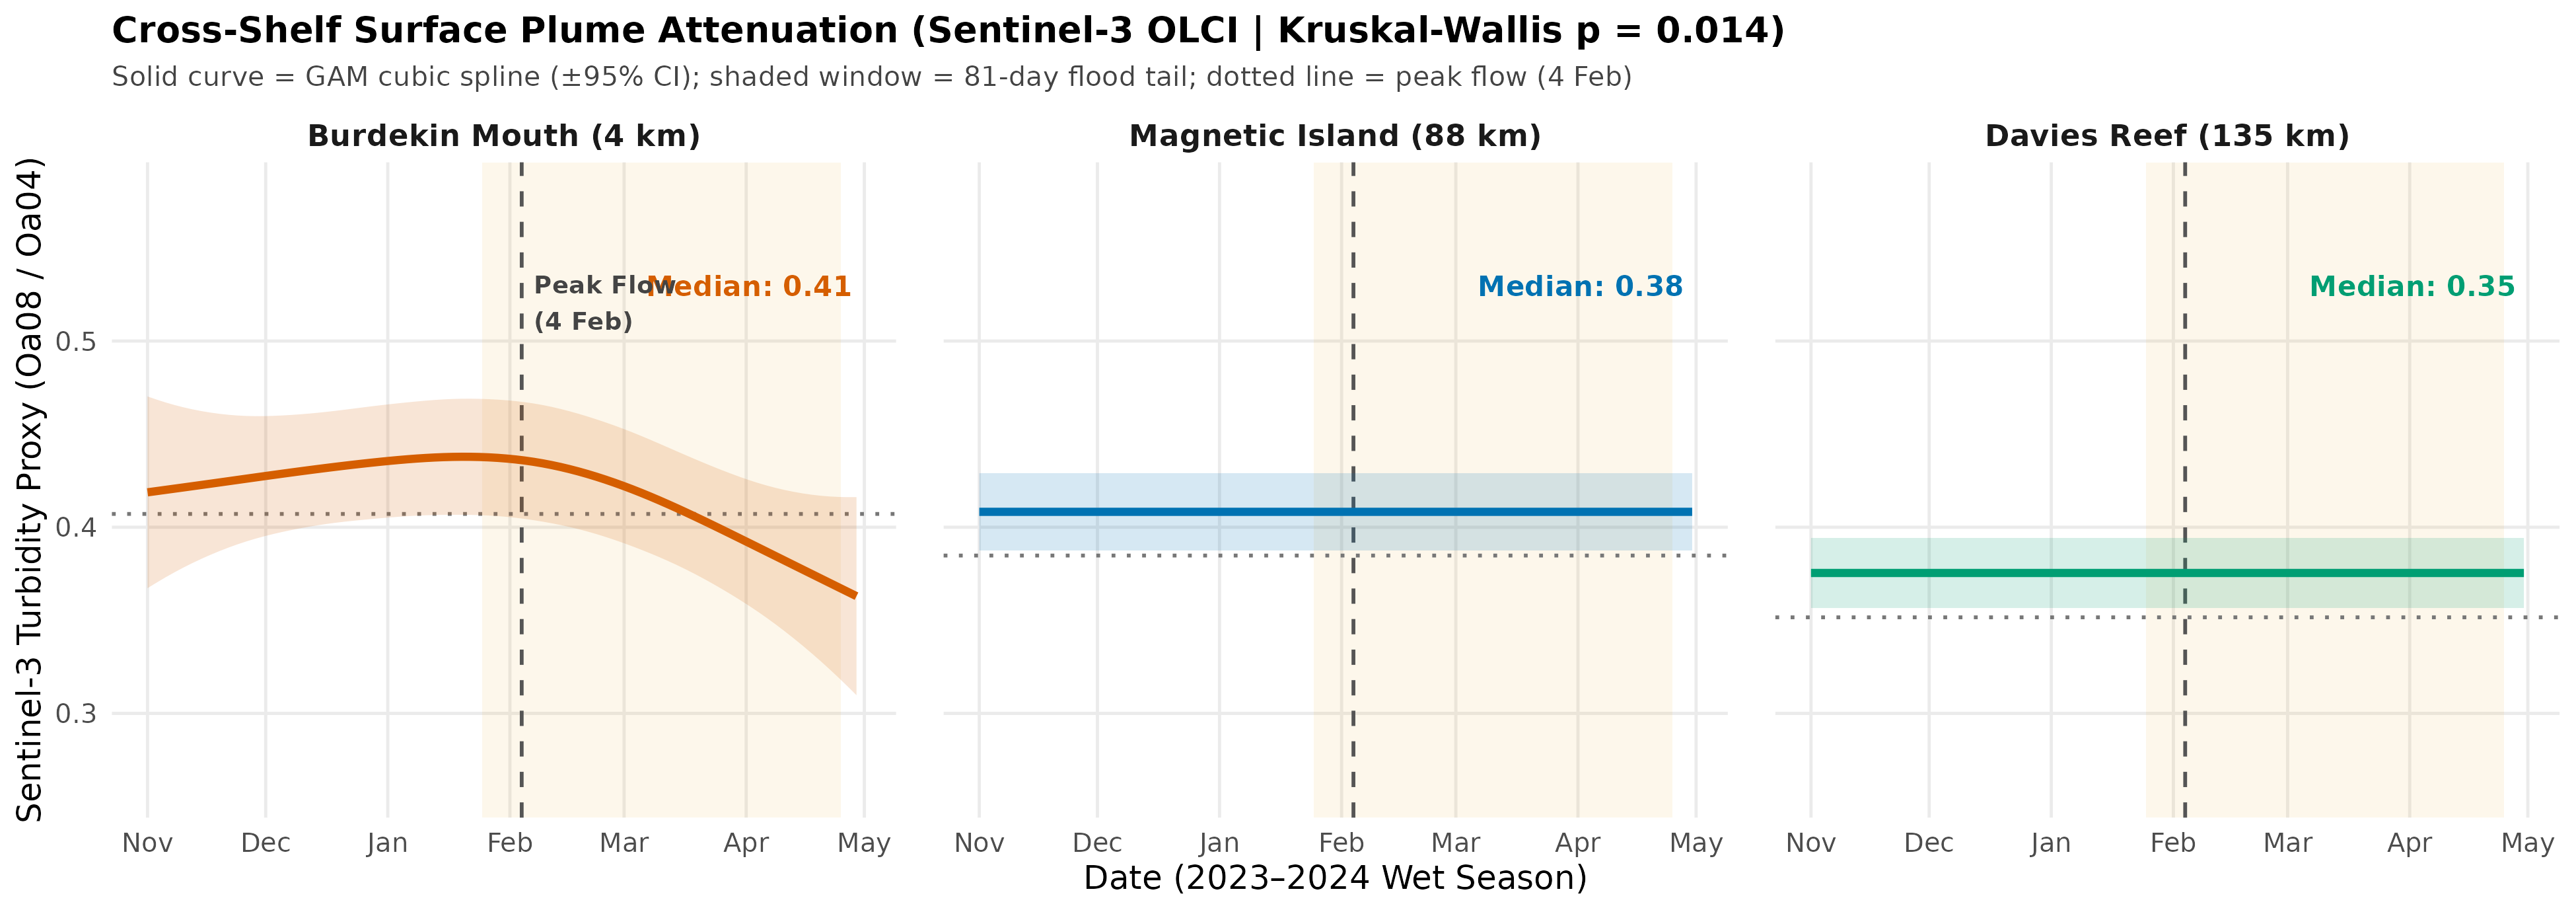 Cross-Shelf Surface Plume Attenuation (Sentinel-3 OLCI | Kruskal-Wallis p = 0.014)
Solid curve = GAM cubic spline (±95% CI); shaded window = 81-day flood tail; dotted line = peak flow (4 Feb)
Burdekin Mouth (4 km)
Magnetic Island (88 km)
Davies Reef (135 km)
Sentinel-3 Turbidity Proxy (Oa08 / Oa04)
0.5
0.4
0.3
Peak Flow
(4 Feb)
Median: 0.41
Median: 0.38
Median: 0.35
Nov Dec Jan Feb Mar Apr May
Nov Dec Jan Feb Mar Apr May
Nov Dec Jan Feb Mar Apr May
Date (2023–2024 Wet Season)